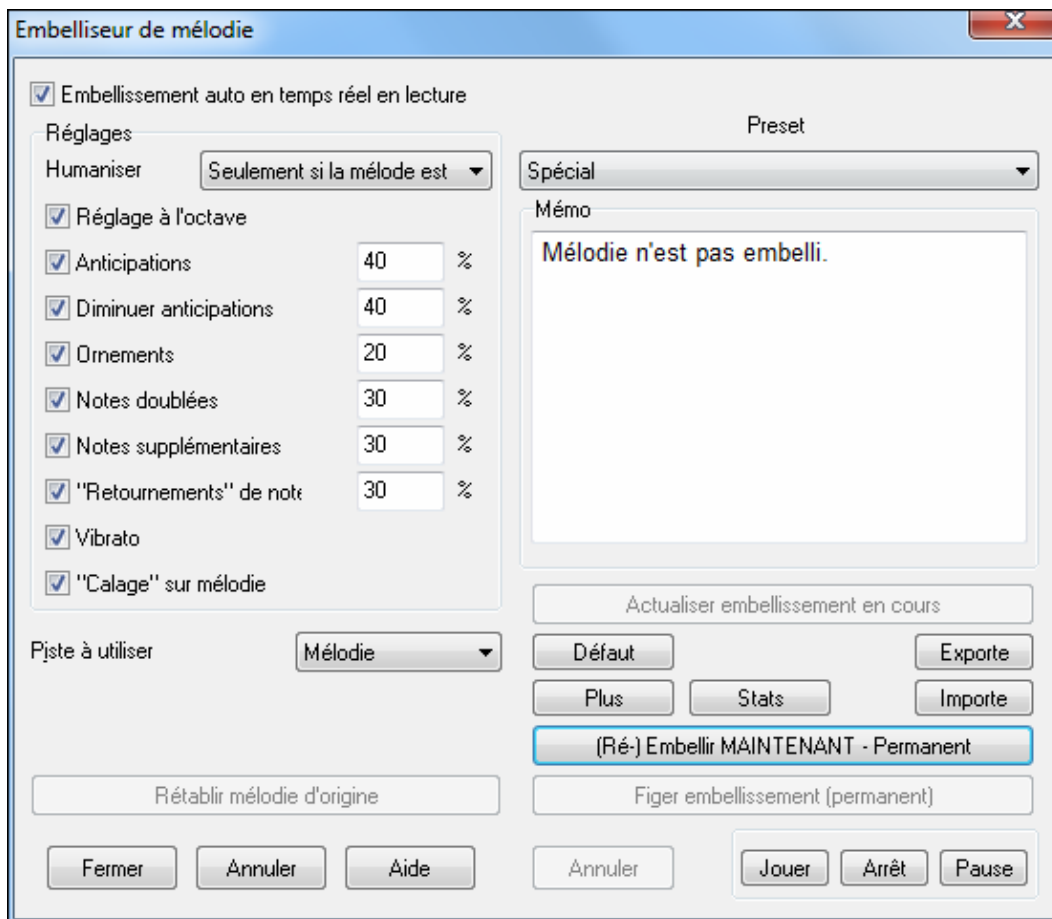 Embelliseur de mélodie
X
Embellissement auto en temps réel en lecture
Réglages
Humaniser Seulement si la mélode est
Réglage à l'octave
Anticipations 40 %
Diminuer anticipations 40 %
Ornements 20 %
Notes doublées 30 %
Notes supplémentaires 30 %
"Retournements" de note 30 %
Vibrato
"Calage" sur mélodie
Piste à utiliser Mélodie
Preset
Spécial
Mémo
Mélodie n'est pas embelli.
Actualiser embellissement en cours
Défaut Exporte
Plus Stats Importe
(Ré-) Embellir MAINTENANT - Permanent
Rétablir mélodie d'origine Figer embellissement (permanent)
Fermer Annuler Aide Annuler Jouer Arrêt Pause